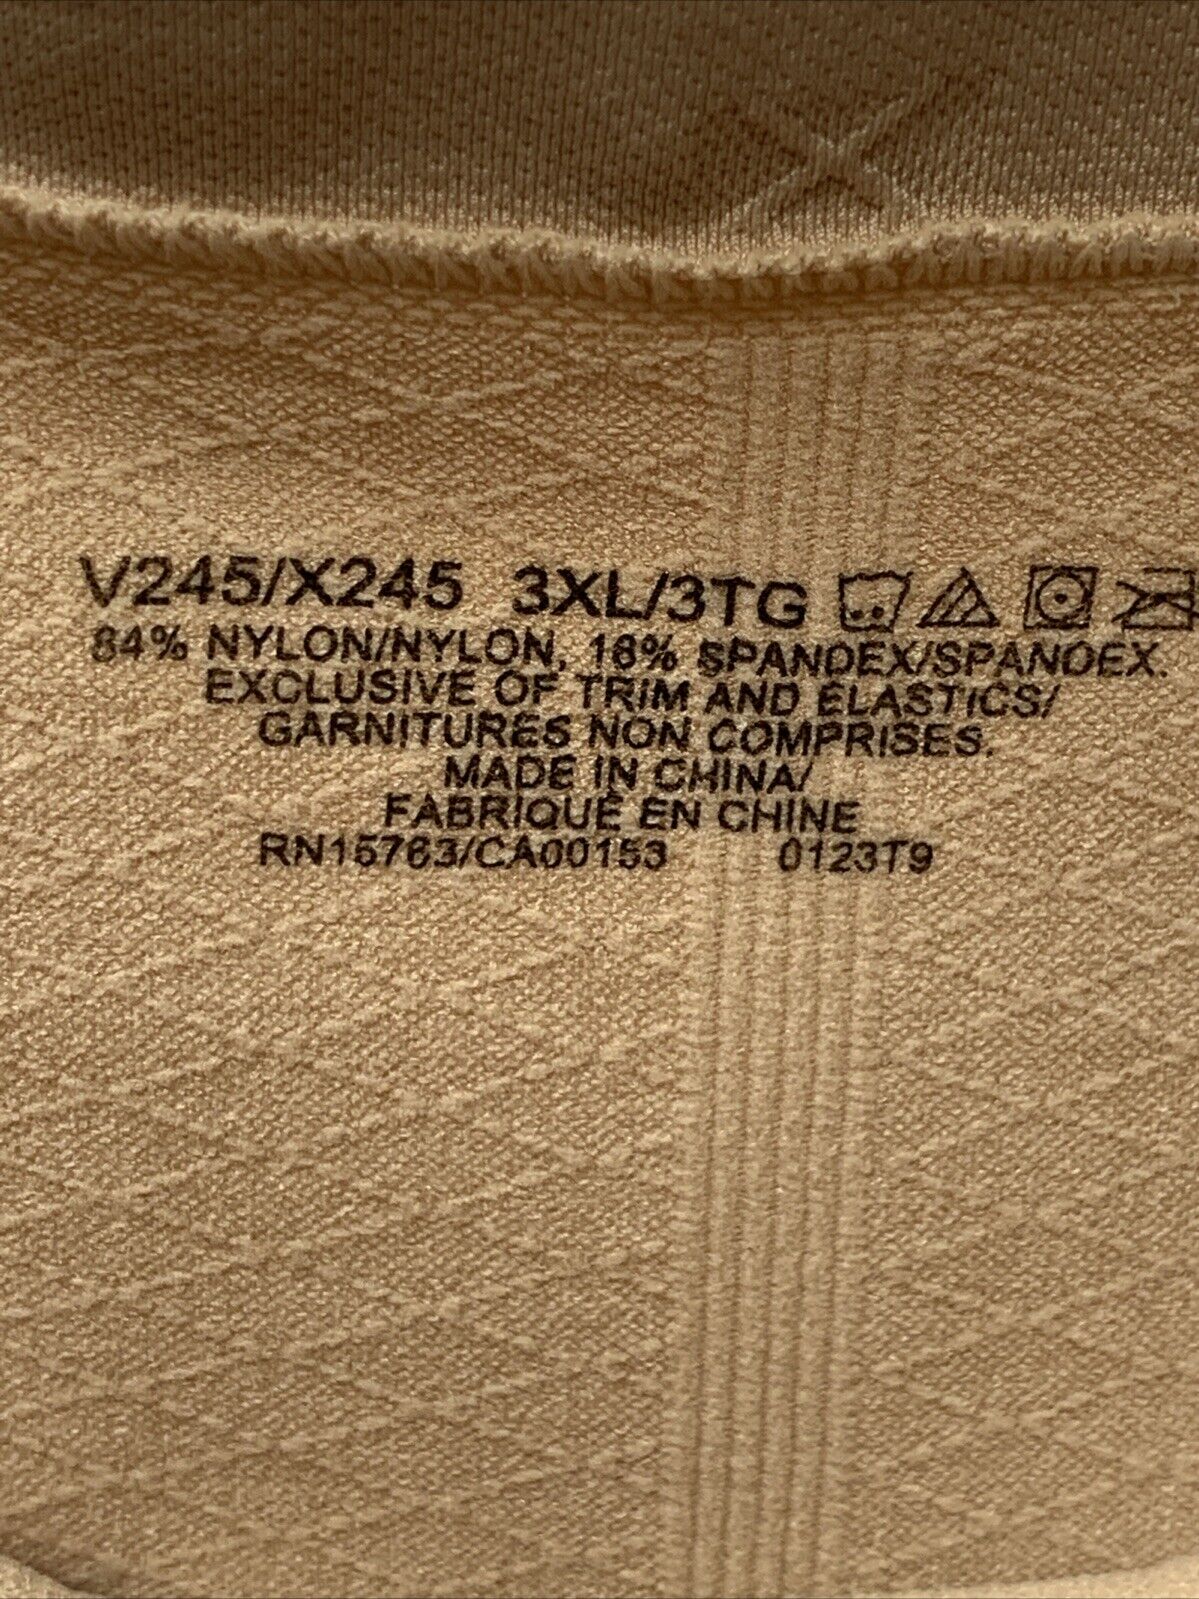 V245/X245 3XL/3TG
84% NYLON/NYLON, 16% SPANDEX/SPANDEX.
EXCLUSIVE OF TRIM AND ELASTICS/
GARNITURES NON COMPRISES.
MADE IN CHINA/
FABRIQUÉ EN CHINE
RN15763/CA00153 0123T9